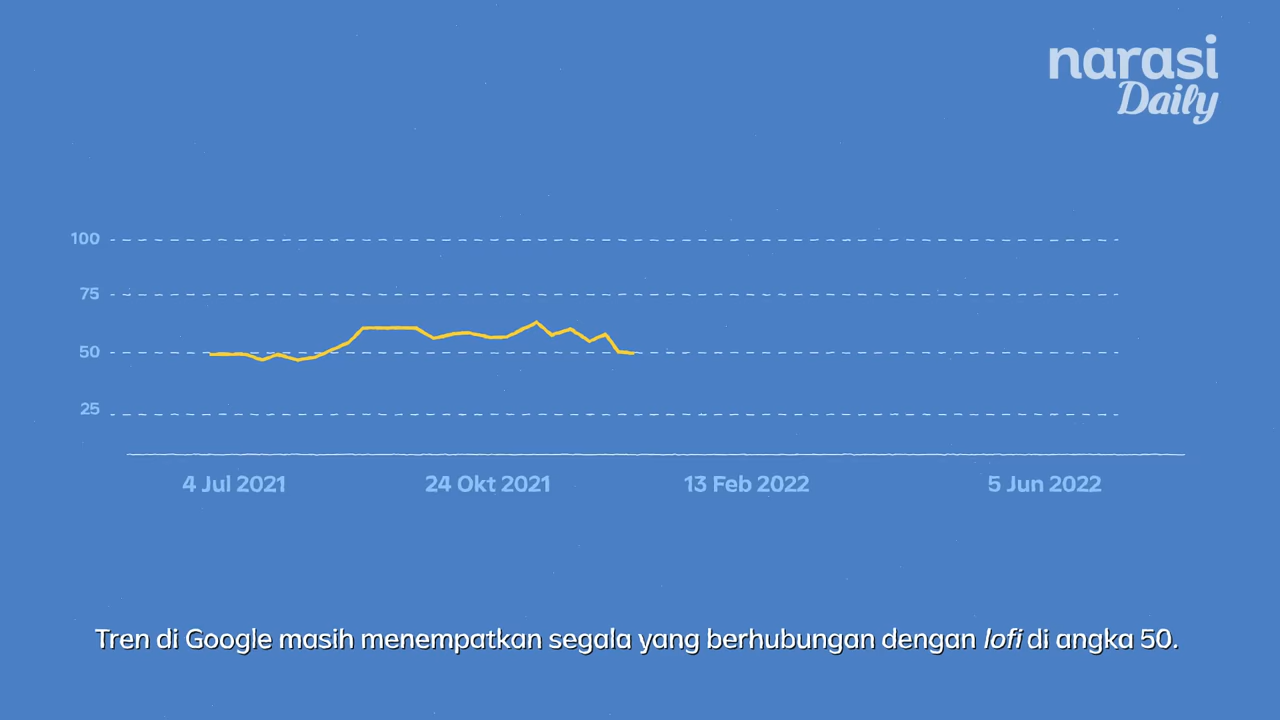 narasi
Daily
100
75
50
25
4 Jul 2021
24 Okt 2021
13 Feb 2022
5 Jun 2022
Tren di Google masih menempatkan segala yang berhubungan dengan lofi di angka 50.